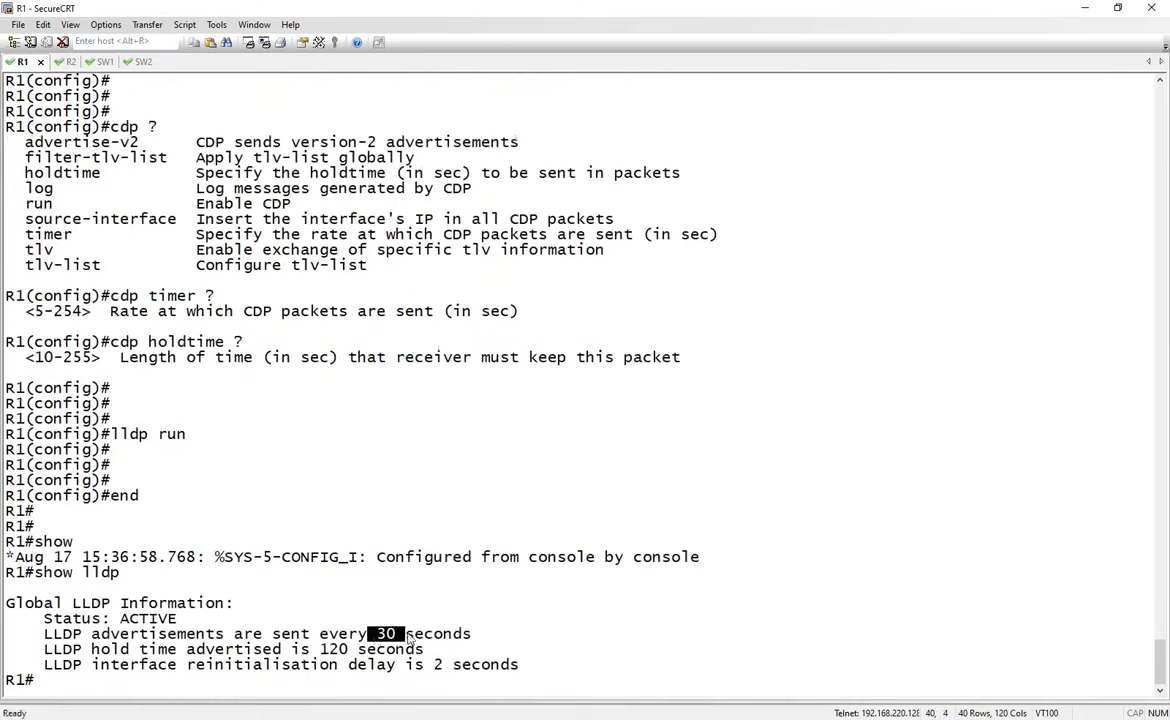 R1 - SecureCRT
File Edit View Options Transfer Script Tools Window Help
Enter host <Alt+R>
R1 R2 SW1 SW2
R1(config)#
R1(config)#
R1(config)#
R1(config)#cdp ?
advertise-v2 CDP sends version-2 advertisements
filter-tlv-list Apply tlv-list globally
holdtime Specify the holdtime (in sec) to be sent in packets
log Log messages generated by CDP
run Enable CDP
source-interface Insert the interface's IP in all CDP packets
timer Specify the rate at which CDP packets are sent (in sec)
tlv Enable exchange of specific tlv information
tlv-list Configure tlv-list
R1(config)#cdp timer ?
<5-254> Rate at which CDP packets are sent (in sec)
R1(config)#cdp holdtime ?
<10-255> Length of time (in sec) that receiver must keep this packet
R1(config)#
R1(config)#
R1(config)#
R1(config)#lldp run
R1(config)#
R1(config)#
R1(config)#
R1(config)#end
R1#
R1#
R1#show
*Aug 17 15:36:58.768: %SYS-5-CONFIG_I: Configured from console by console
R1#show lldp
Global LLDP Information:
Status: ACTIVE
LLDP advertisements are sent every 30 seconds
LLDP hold time advertised is 120 seconds
LLDP interface reinitialisation delay is 2 seconds
R1#
Ready Telnet: 192.168.220.128 40, 4 40 Rows, 120 Cols VT100 CAP NUM